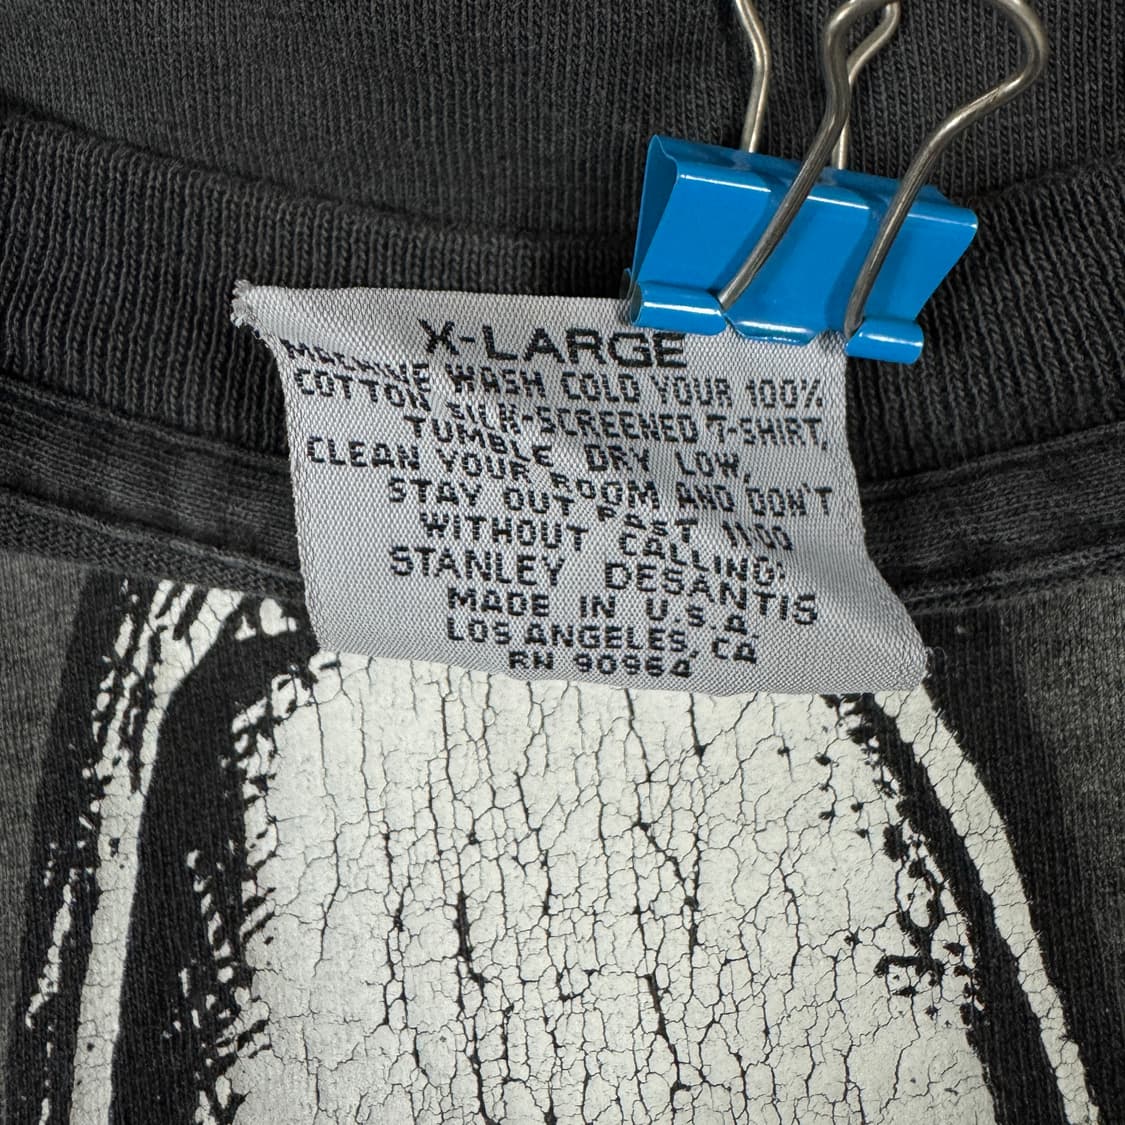 X-LARGE
MACHINE WASH COLD YOUR 100%
COTTON, SILK-SCREENED T-SHIRT,
TUMBLE DRY LOW,
CLEAN YOUR ROOM AND DON'T
STAY OUT PAST 11:00
WITHOUT CALLING!
STANLEY DESANTIS
MADE IN U.S.A.
LOS ANGELES, CA
RN 90964